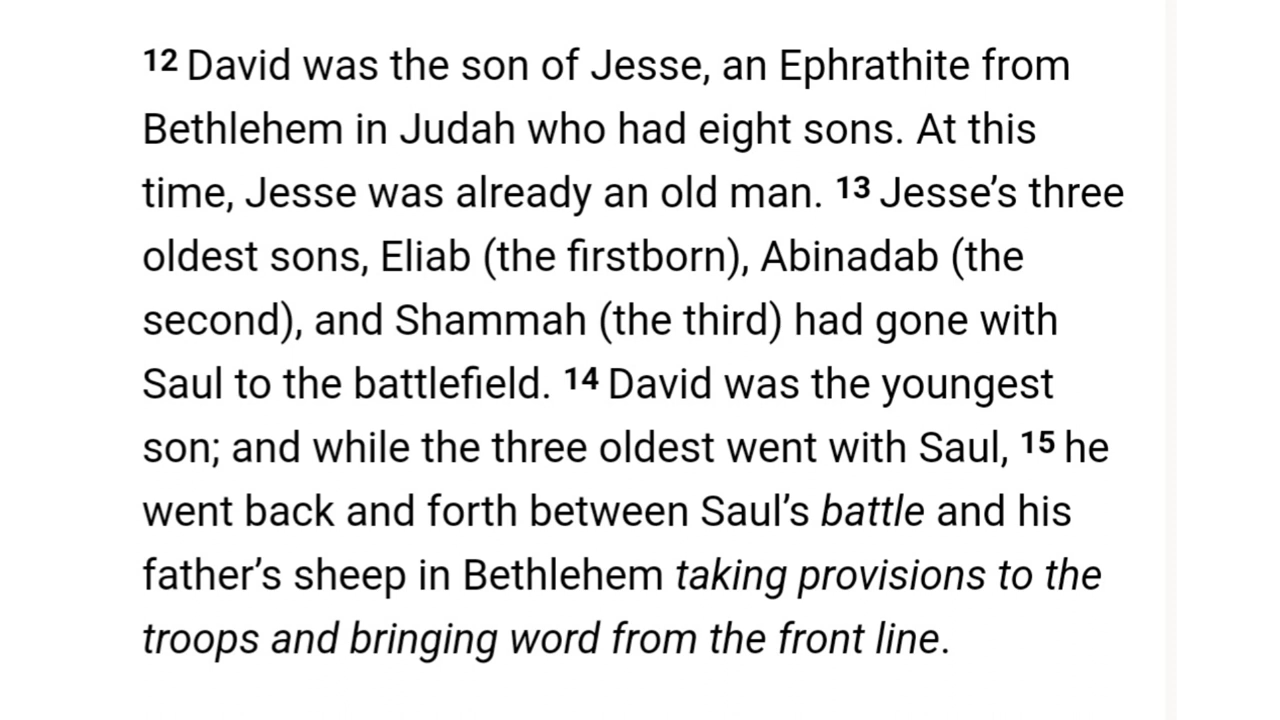 12 David was the son of Jesse, an Ephrathite from
Bethlehem in Judah who had eight sons. At this
time, Jesse was already an old man. 13 Jesse’s three
oldest sons, Eliab (the firstborn), Abinadab (the
second), and Shammah (the third) had gone with
Saul to the battlefield. 14 David was the youngest
son; and while the three oldest went with Saul, 15 he
went back and forth between Saul’s battle and his
father’s sheep in Bethlehem taking provisions to the
troops and bringing word from the front line.